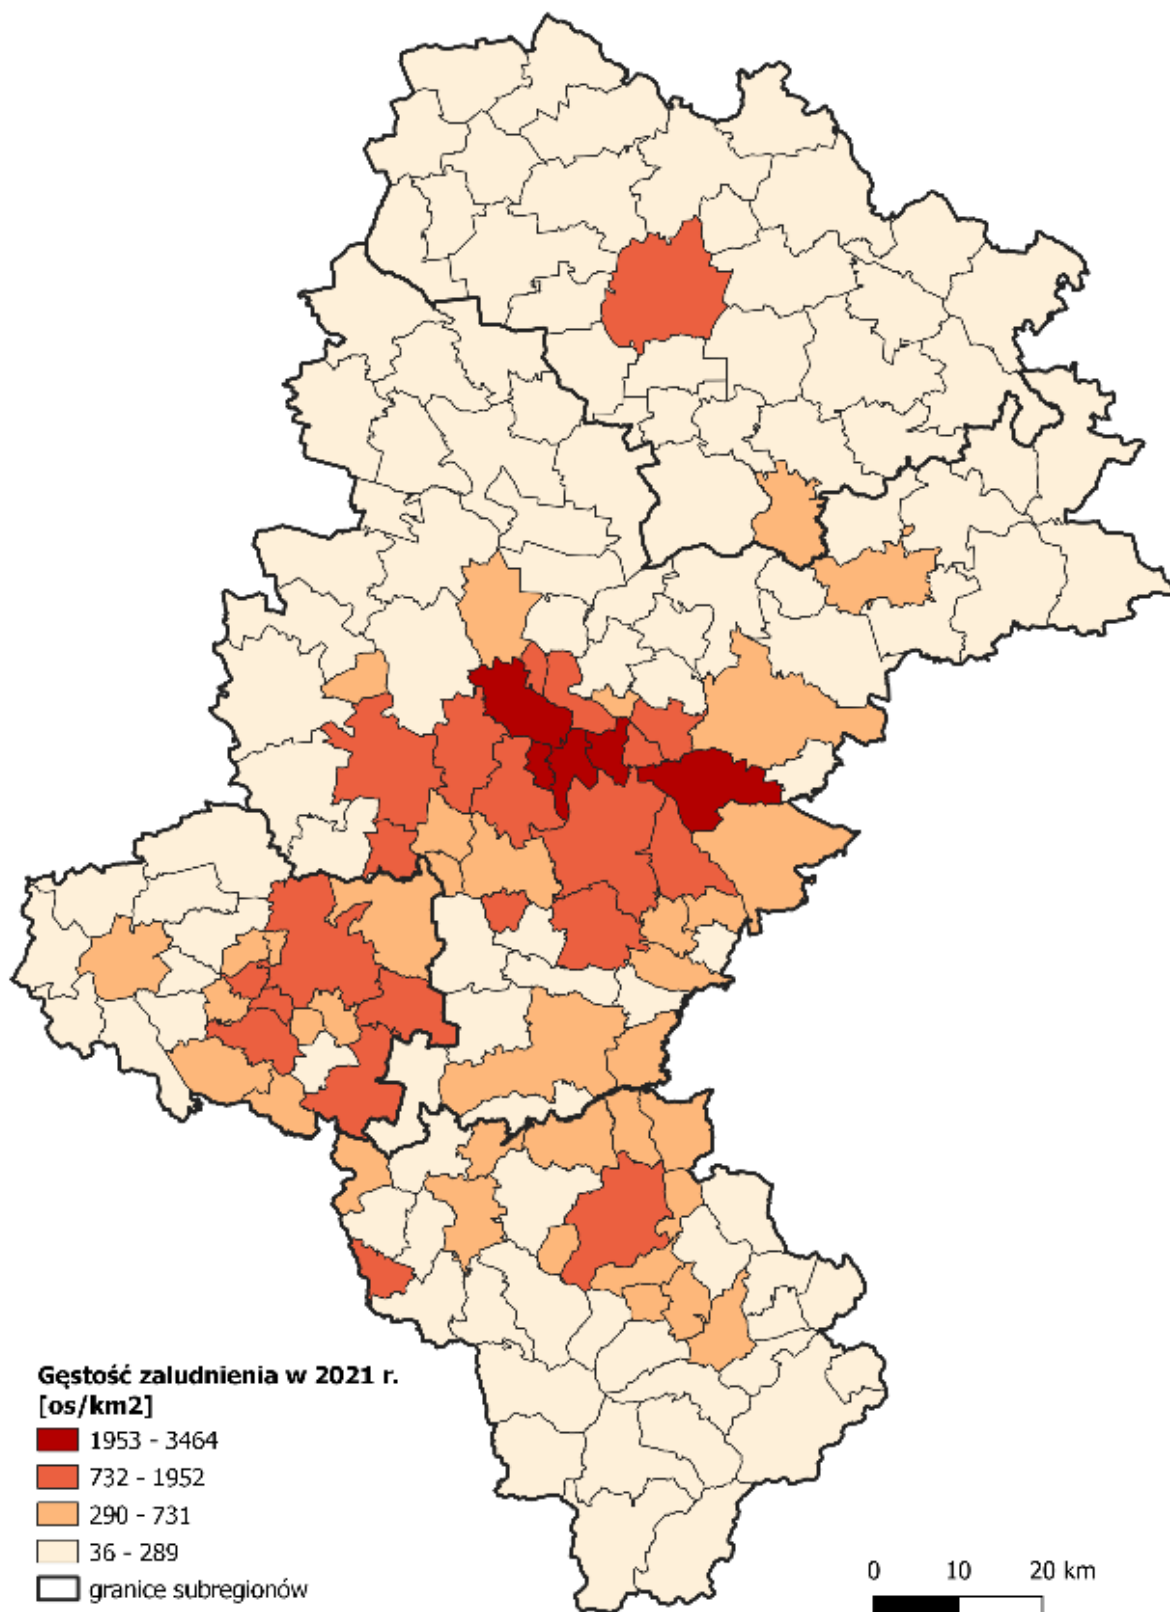 Gęstość zaludnienia w 2021 r.
[os/km2]
1953 - 3464
732 - 1952
290 - 731
36 - 289
granice subregionów
0 10 20 km